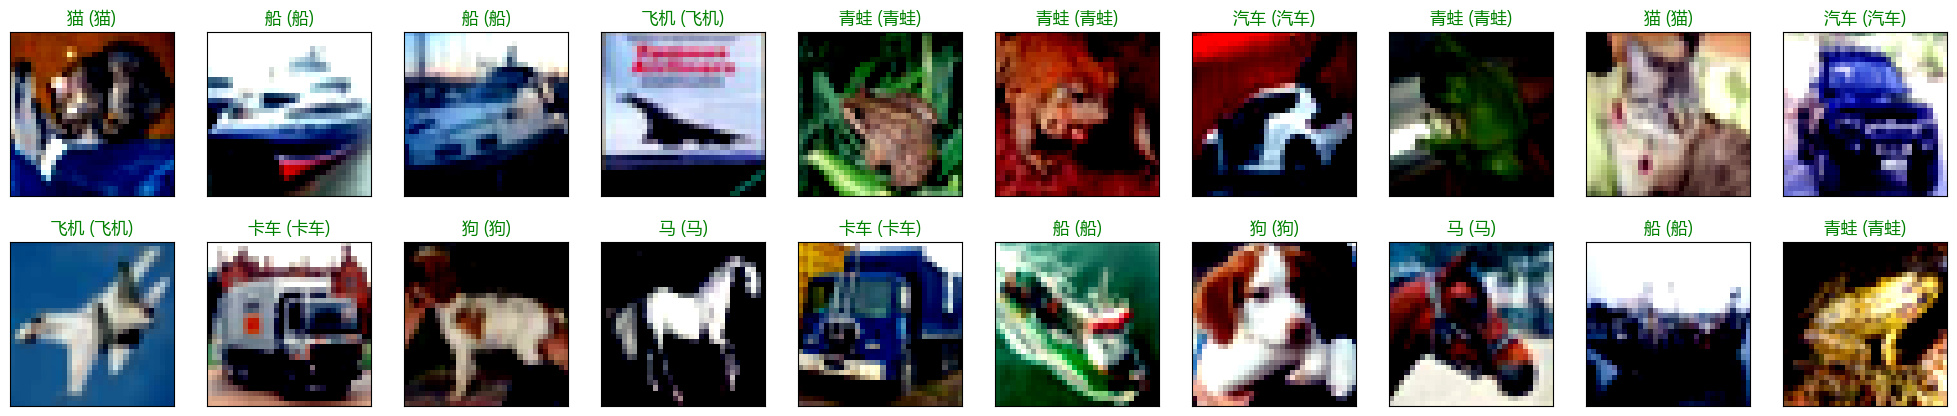 猫 (猫)
船 (船)
船 (船)
飞机 (飞机)
青蛙 (青蛙)
青蛙 (青蛙)
汽车 (汽车)
青蛙 (青蛙)
猫 (猫)
汽车 (汽车)
飞机 (飞机)
卡车 (卡车)
狗 (狗)
马 (马)
卡车 (卡车)
船 (船)
狗 (狗)
马 (马)
船 (船)
青蛙 (青蛙)